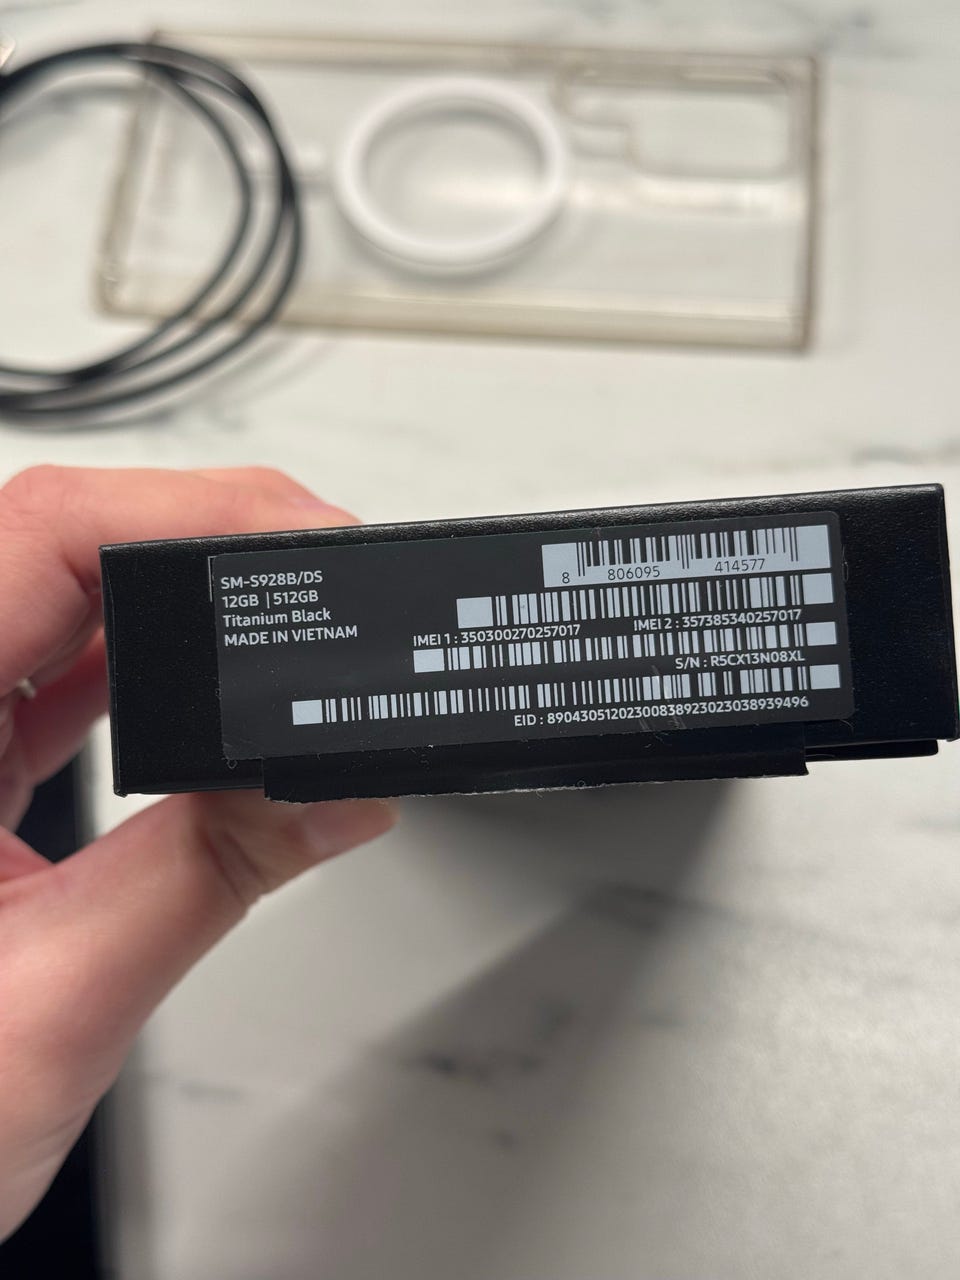 SM-S928B/DS
12GB | 512GB
Titanium Black
MADE IN VIETNAM
8 806095 414577
IMEI 1 : 350300270257017
IMEI 2 : 357385340257017
S/N : R5CX13N08XL
EID : 89043051202300838923023038939496